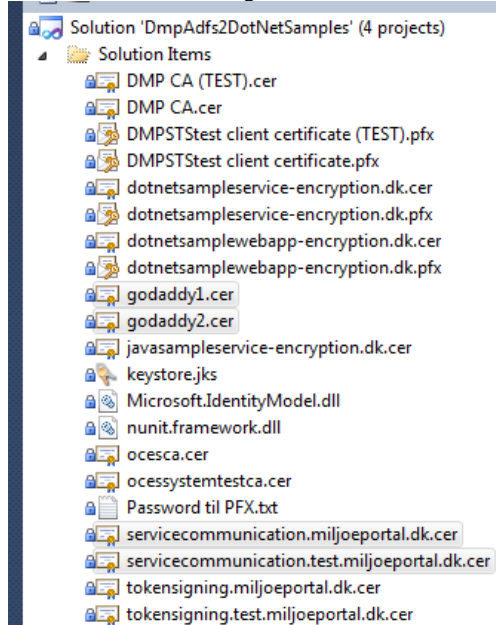 Solution 'DmpAdfs2DotNetSamples' (4 projects)
Solution Items
DMP CA (TEST).cer
DMP CA.cer
DMPSTStest client certificate (TEST).pfx
DMPSTStest client certificate.pfx
dotnetsampleservice-encryption.dk.cer
dotnetsampleservice-encryption.dk.pfx
dotnetsamplewebapp-encryption.dk.cer
dotnetsamplewebapp-encryption.dk.pfx
godaddy1.cer
godaddy2.cer
javasampleservice-encryption.dk.cer
keystore.jks
Microsoft.IdentityModel.dll
nunit.framework.dll
ocesca.cer
ocessystemtestca.cer
Password til PFX.txt
servicecommunication.miljoeportal.dk.cer
servicecommunication.test.miljoeportal.dk.cer
tokensigning.miljoeportal.dk.cer
tokensigning.test.miljoeportal.dk.cer